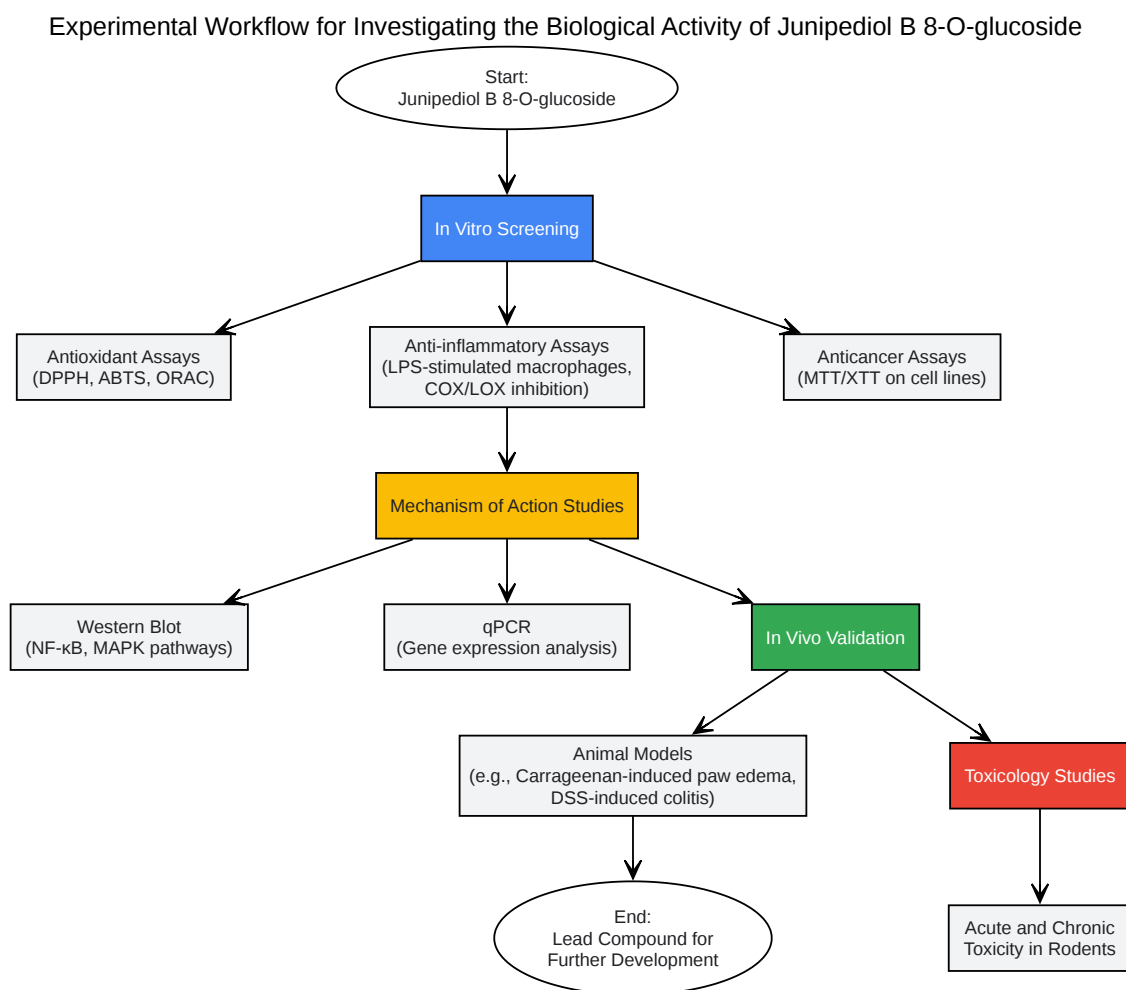 Experimental Workflow for Investigating the Biological Activity of Junipediol B 8-O-glucoside
Start:
Junipediol B 8-O-glucoside
In Vitro Screening
Antioxidant Assays
(DPPH, ABTS, ORAC)
Anti-inflammatory Assays
(LPS-stimulated macrophages,
COX/LOX inhibition)
Anticancer Assays
(MTT/XTT on cell lines)
Mechanism of Action Studies
Western Blot
(NF-κB, MAPK pathways)
qPCR
(Gene expression analysis)
In Vivo Validation
Animal Models
(e.g., Carrageenan-induced paw edema,
DSS-induced colitis)
Toxicology Studies
End:
Lead Compound for
Further Development
Acute and Chronic
Toxicity in Rodents